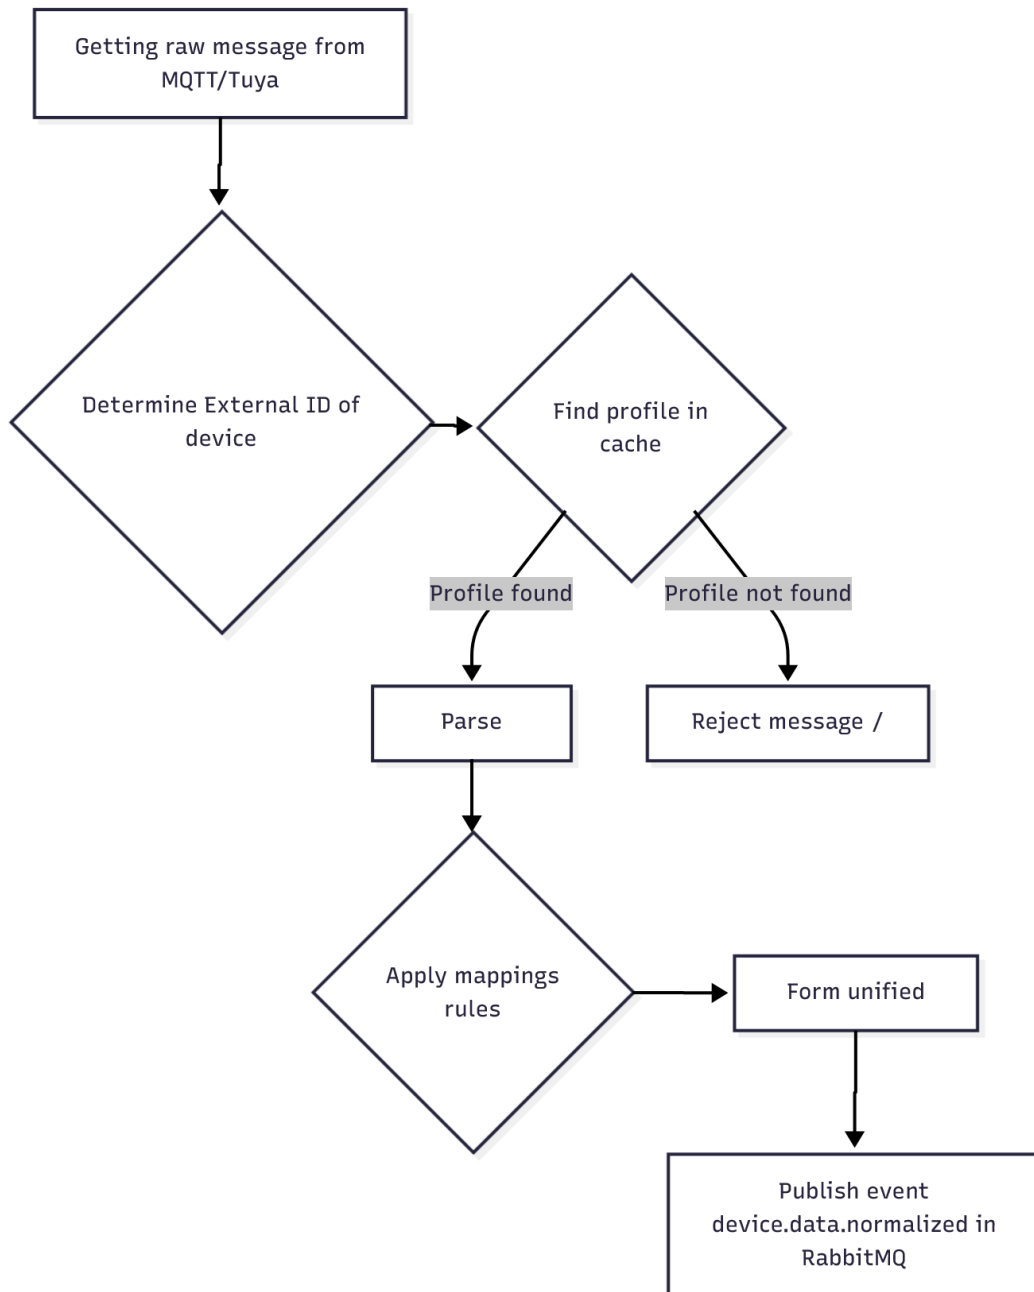 Getting raw message from
MQTT/Tuya
Determine External ID of
device
Find profile in
cache
Profile found
Profile not found
Parse
Reject message /
Apply mappings
rules
Form unified
Publish event
device.data.normalized in
RabbitMQ